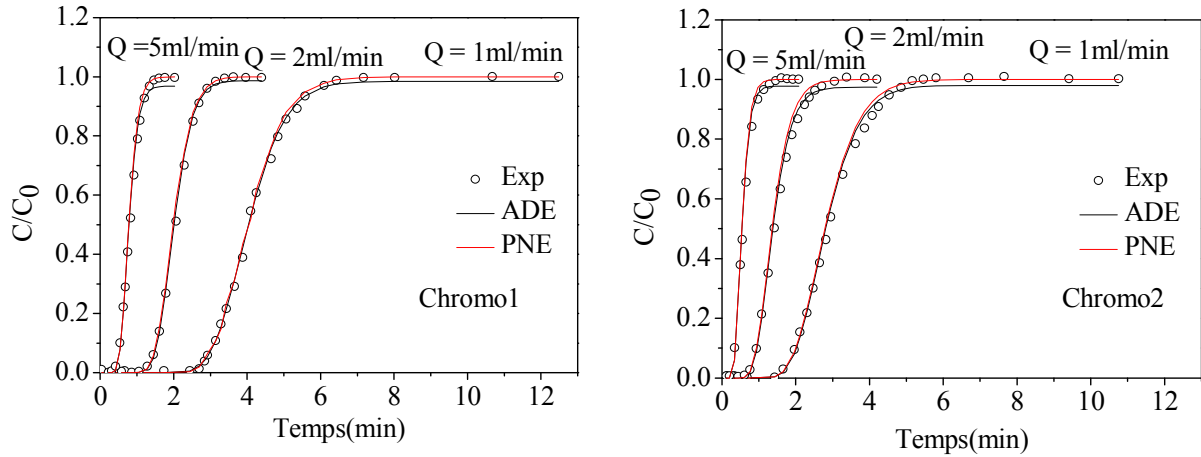 Q = 5ml/min
Q = 2ml/min
Q = 1ml/min
1.2
1.0
0.8
0.6
0.4
0.2
0.0
C/C0
Exp
ADE
PNE
Chromo1
0 2 4 6 8 10 12
Temps(min)
Q = 2ml/min
Q = 5ml/min
Q = 1ml/min
1.2
1.0
0.8
0.6
0.4
0.2
0.0
C/C0
Exp
ADE
PNE
Chromo2
0 2 4 6 8 10 12
Temps(min)